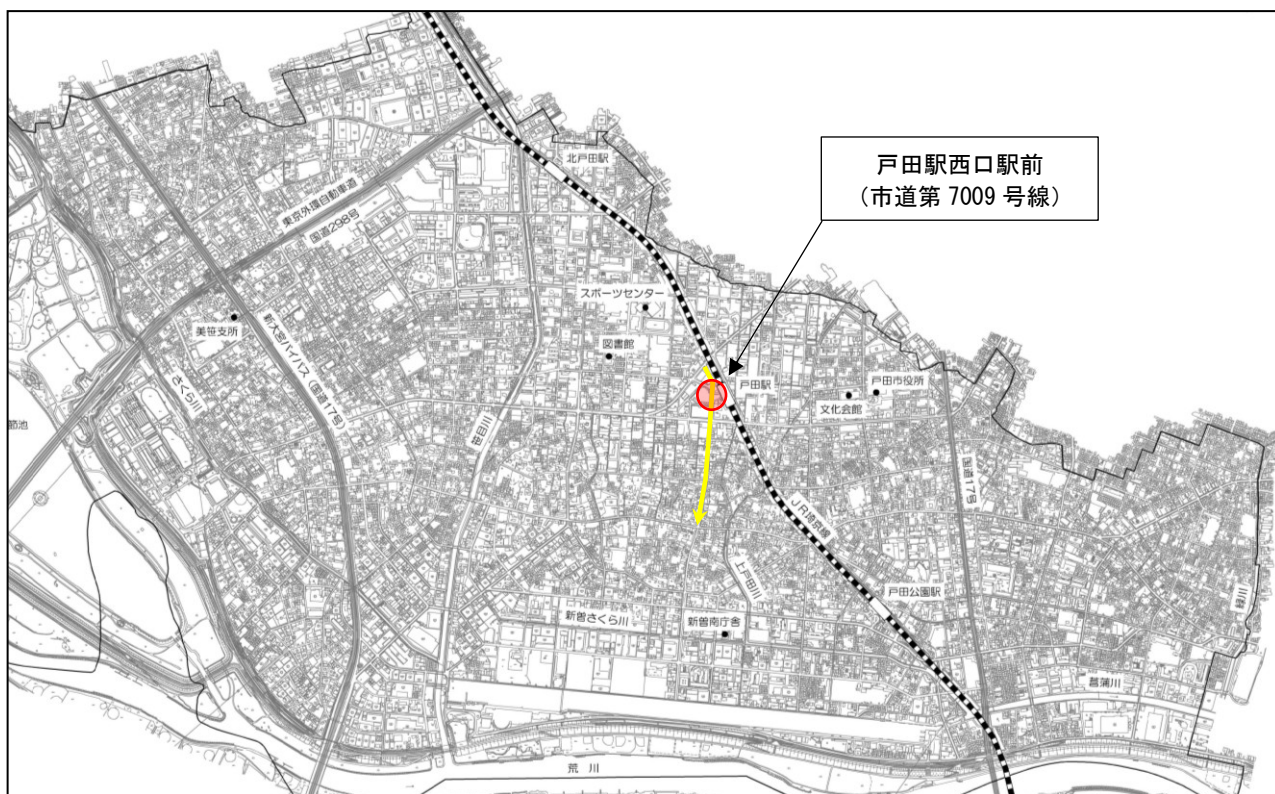 北戸田駅
戸田駅西口駅前
（市道第 7009 号線）
東京外環自動車道
国道298号
スポーツセンター
美笹支所
新大宮バイパス（国道17号）
図書館
さくら川
戸田駅
戸田市役所
文化会館
節池
笹目川
国道17号
JR埼京線
上戸田川
戸田公園駅
新曽さくら川
新曽南庁舎
菖蒲川
荒川